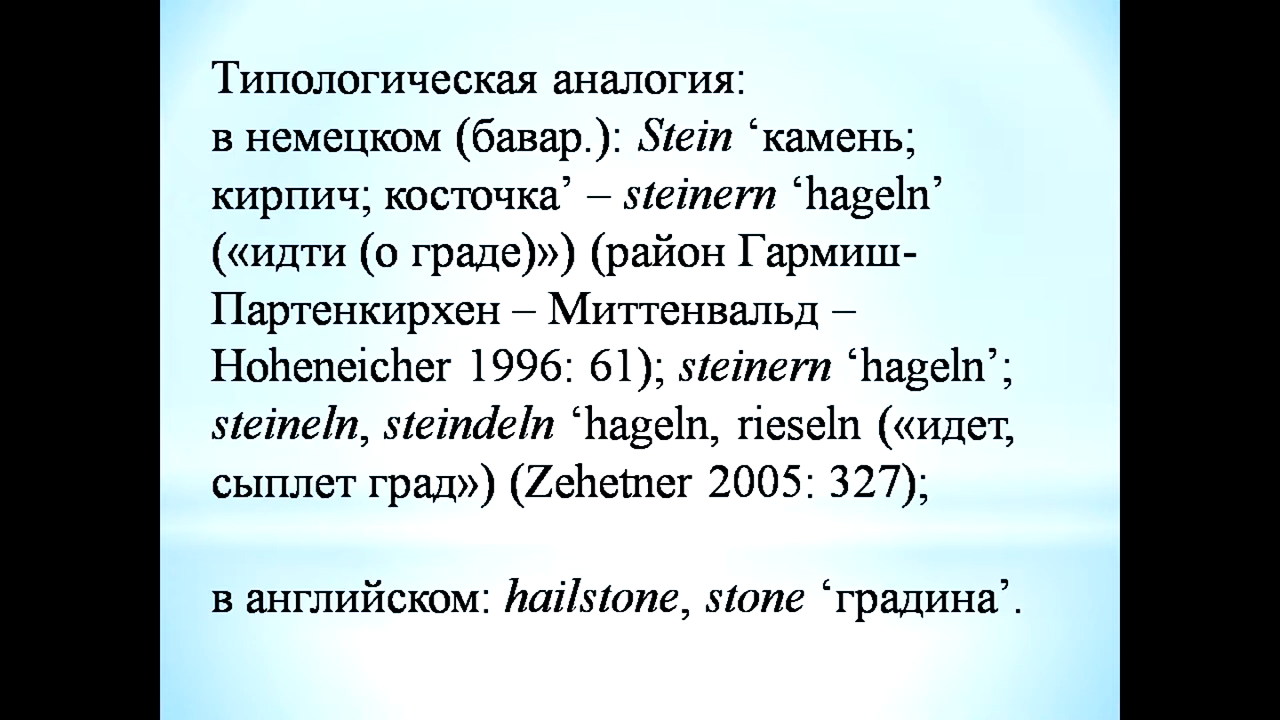 Типологическая аналогия:
в немецком (бавар.): Stein ‘камень;
кирпич; косточка’ – steinern ‘hageln’
(«идти (о граде)») (район Гармиш-
Партенкирхен – Миттенвальд –
Hoheneicher 1996: 61); steinern ‘hageln’;
steineln, steindeln ‘hageln, rieseln («идет,
сыплет град») (Zehetner 2005: 327);
в английском: hailstone, stone ‘градина’.